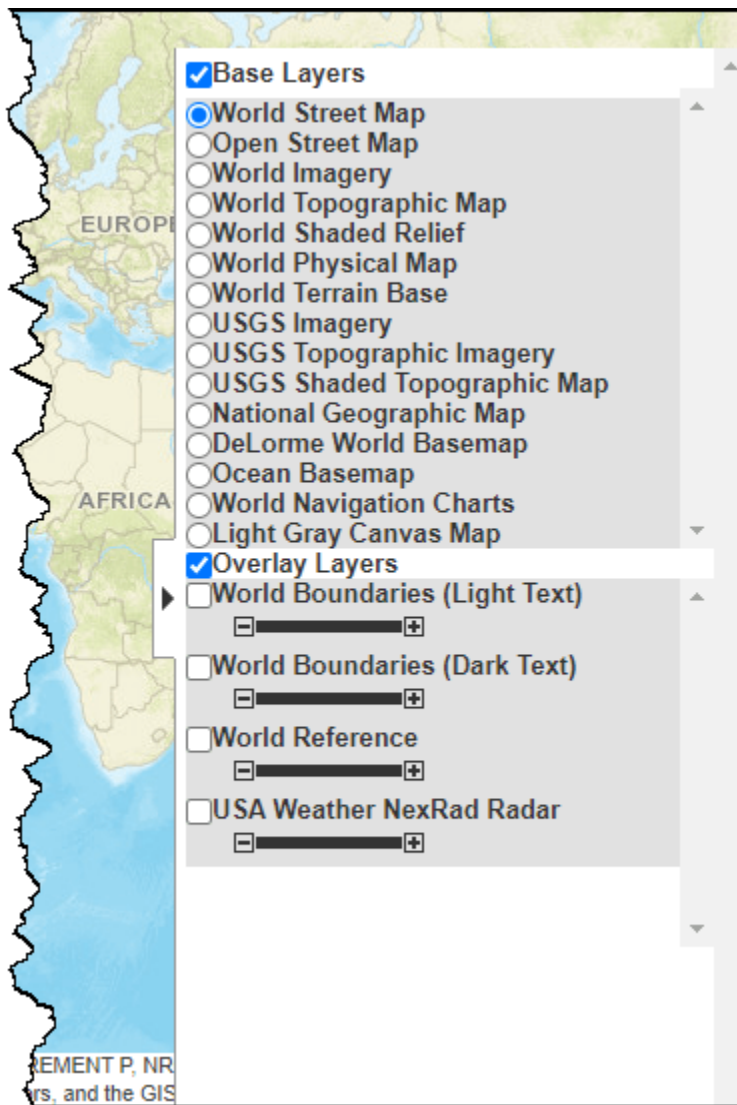 Base Layers
World Street Map
Open Street Map
World Imagery
World Topographic Map
EUROPE
World Shaded Relief
World Physical Map
World Terrain Base
USGS Imagery
USGS Topographic Imagery
USGS Shaded Topographic Map
National Geographic Map
DeLorme World Basemap
Ocean Basemap
AFRICA
World Navigation Charts
Light Gray Canvas Map
Overlay Layers
World Boundaries (Light Text)
World Boundaries (Dark Text)
World Reference
USA Weather NexRad Radar
REMENT P, NR
rs, and the GIS